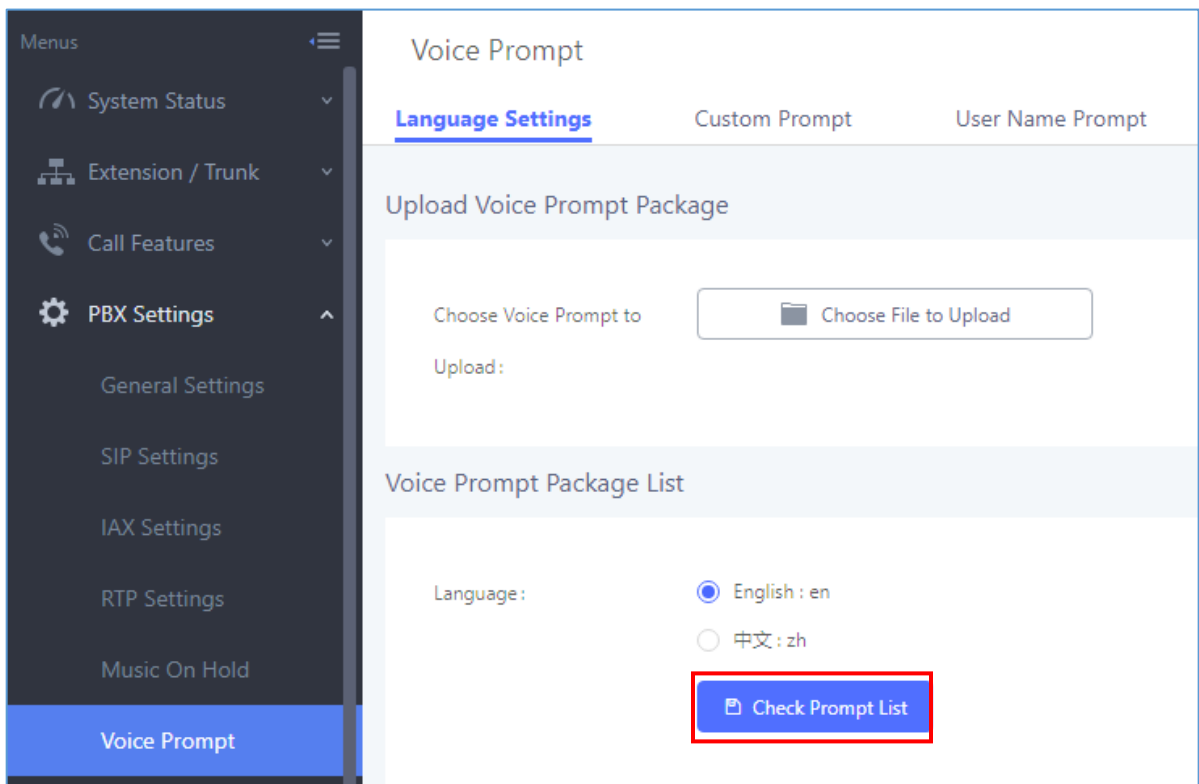 Menus
System Status
Extension / Trunk
Call Features
PBX Settings
General Settings
SIP Settings
IAX Settings
RTP Settings
Music On Hold
Voice Prompt
Voice Prompt
Language Settings Custom Prompt User Name Prompt
Upload Voice Prompt Package
Choose Voice Prompt to
Upload:
Choose File to Upload
Voice Prompt Package List
Language:
English : en
中文 : zh
Check Prompt List